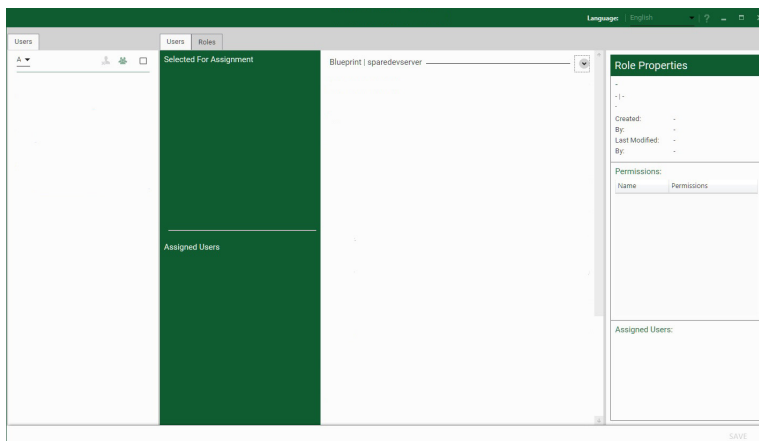 Language: English ?
Users
Users Roles
A
Selected For Assignment
Assigned Users
Blueprint | sparedevserver
Role Properties
-
- | -
-
Created: -
By: -
Last Modified: -
By: -
Permissions:
Name Permissions
Assigned Users:
SAVE